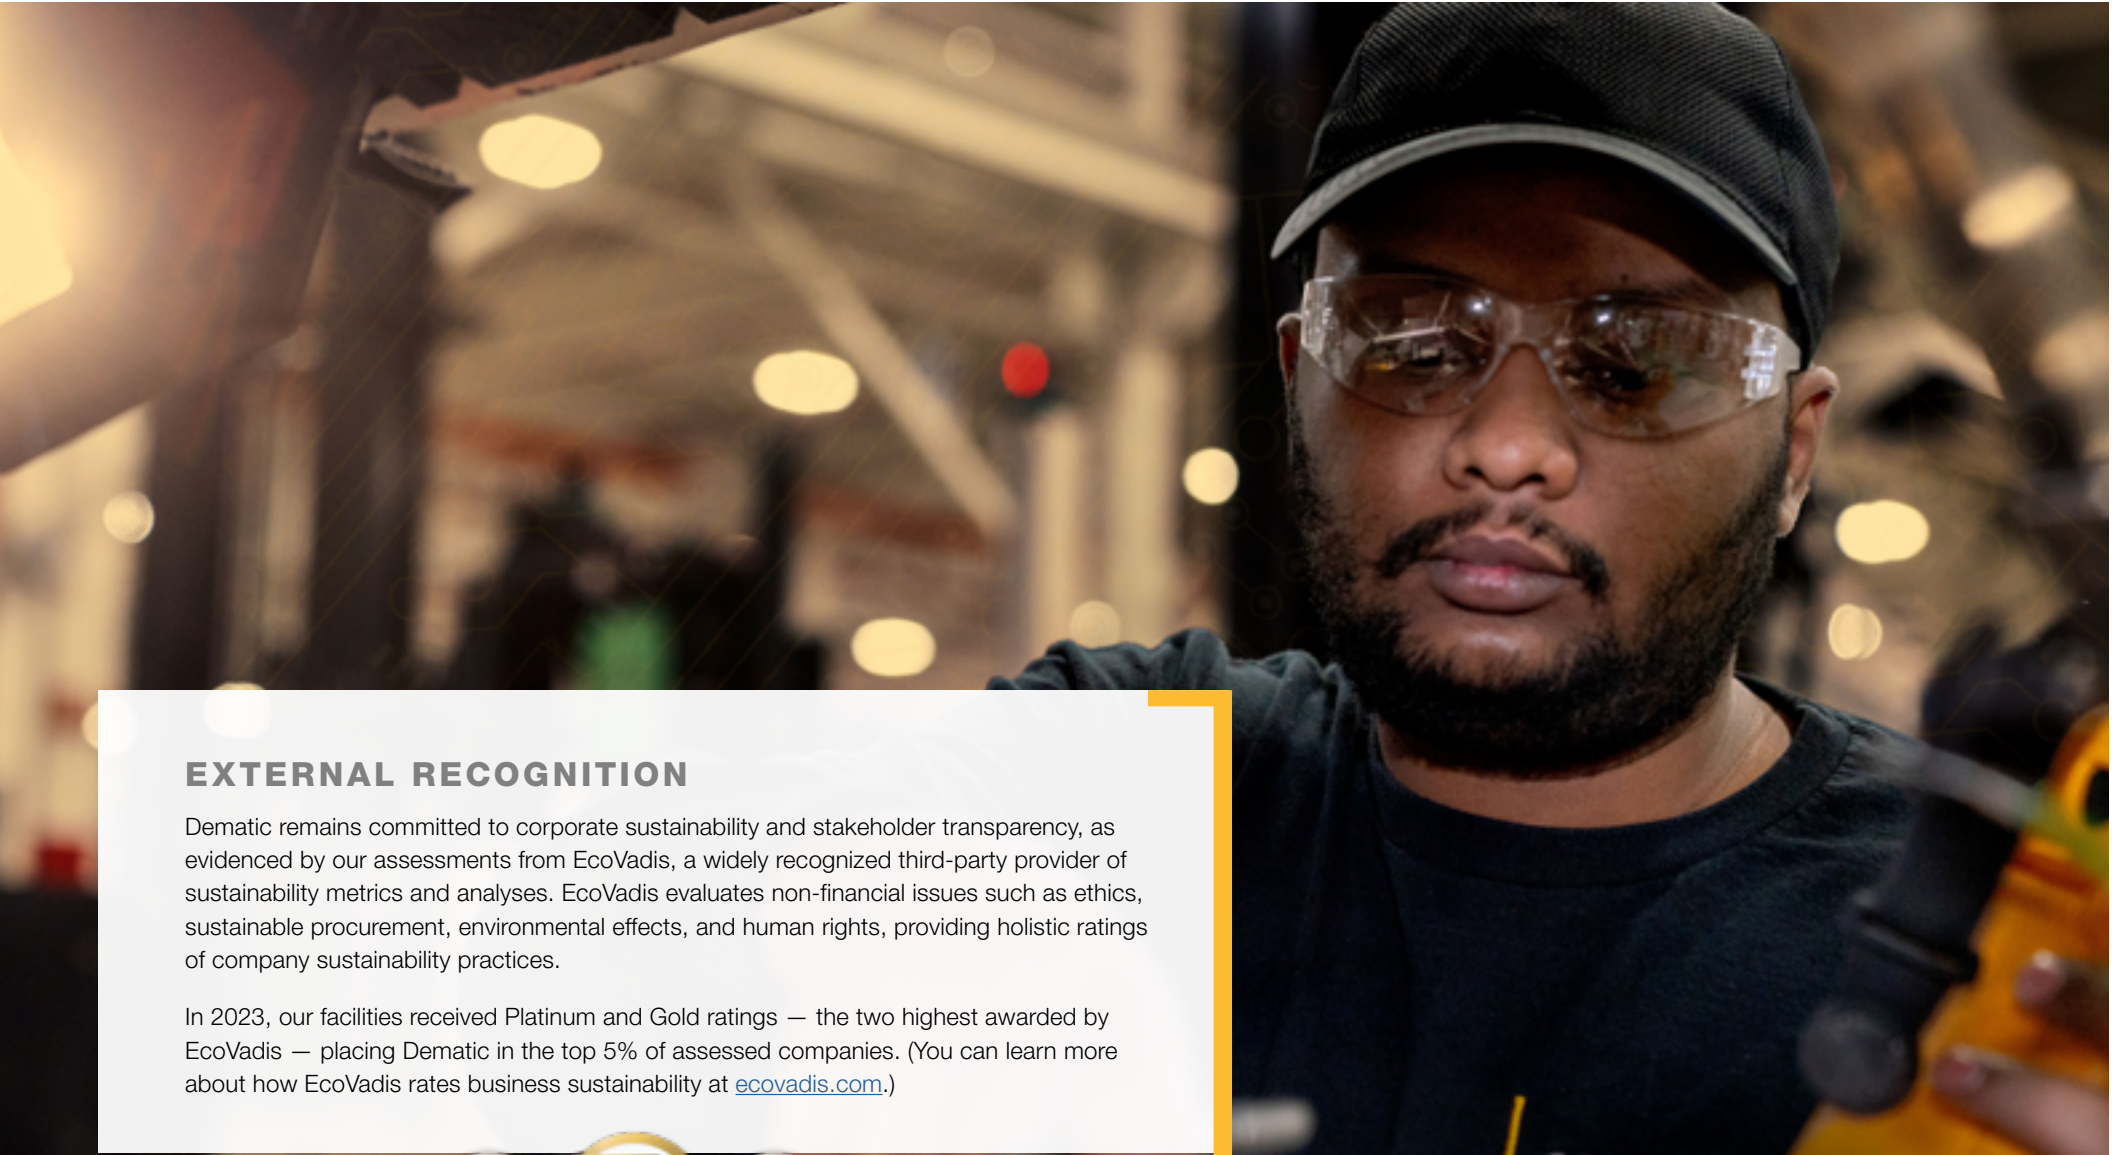 EXTERNAL RECOGNITION
Dematic remains committed to corporate sustainability and stakeholder transparency, as
evidenced by our assessments from EcoVadis, a widely recognized third-party provider of
sustainability metrics and analyses. EcoVadis evaluates non-financial issues such as ethics,
sustainable procurement, environmental effects, and human rights, providing holistic ratings
of company sustainability practices.
In 2023, our facilities received Platinum and Gold ratings — the two highest awarded by
EcoVadis — placing Dematic in the top 5% of assessed companies. (You can learn more
about how EcoVadis rates business sustainability at ecovadis.com.)